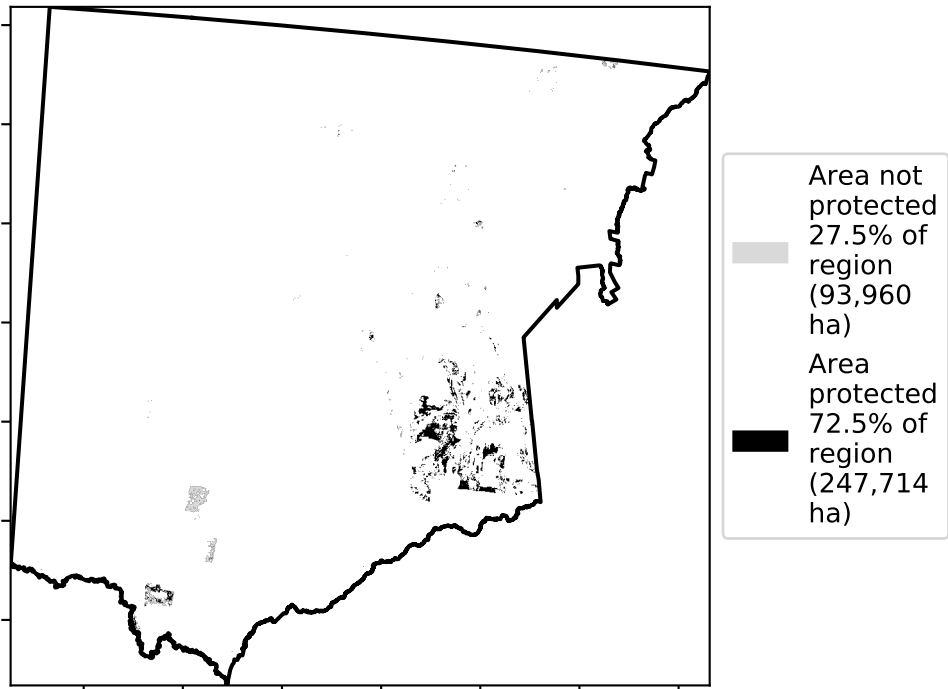 Area not
protected
27.5% of
region
(93,960
ha)
Area
protected
72.5% of
region
(247,714
ha)